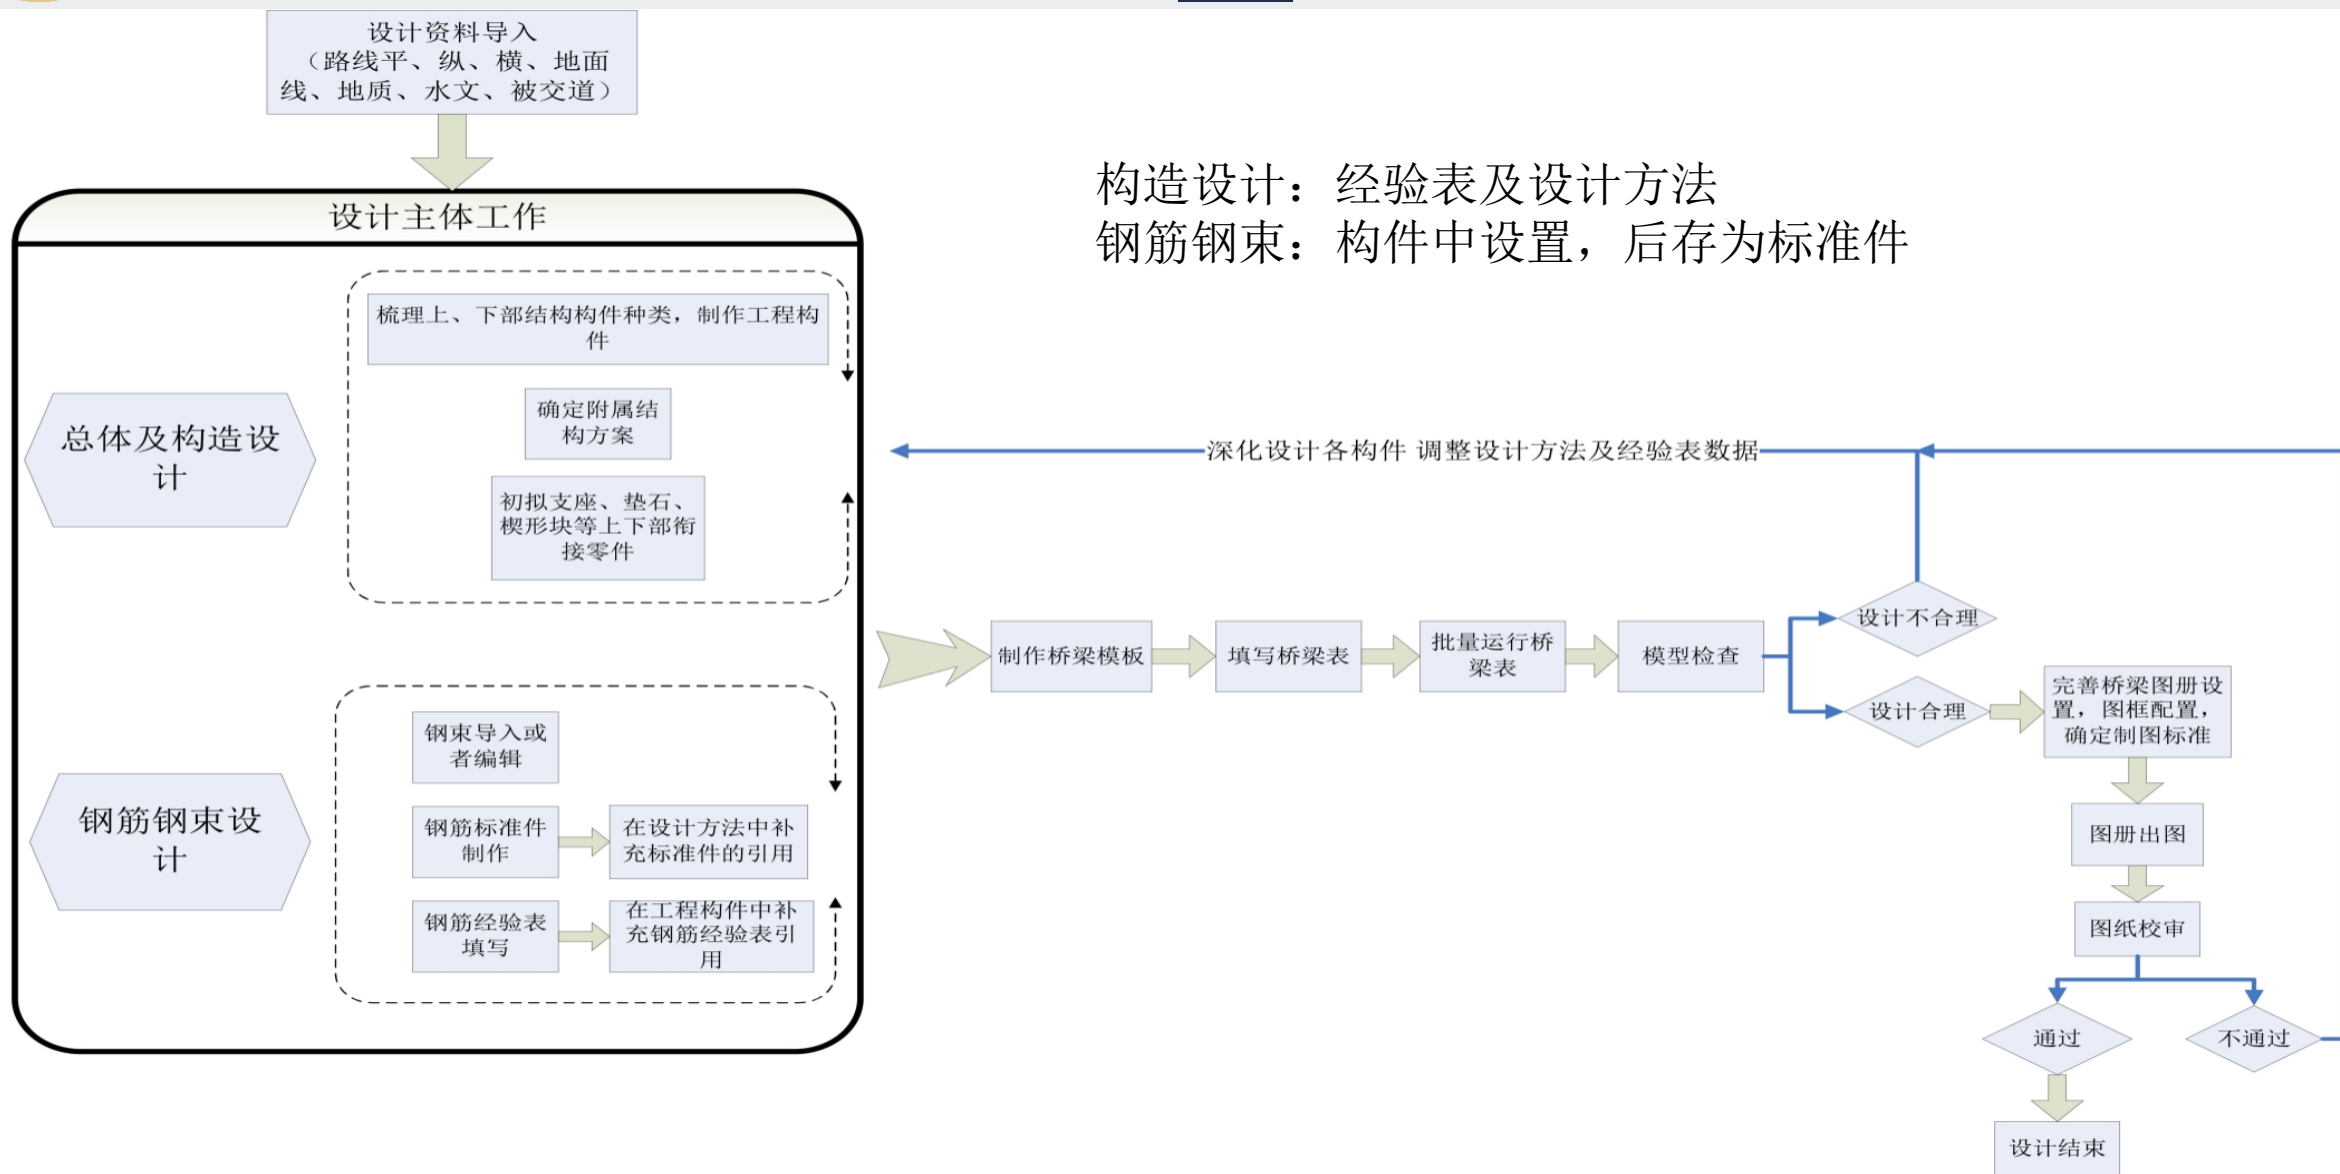 设计资料导入
（路线平、纵、横、地面
线、地质、水文、被交道）
构造设计：经验表及设计方法
钢筋钢束：构件中设置，后存为标准件
设计主体工作
总体及构造设
计
梳理上、下部结构构件种类，制作工程构
件
确定附属结
构方案
初拟支座、垫石、
楔形块等上下部衔
接零件
钢筋钢束设
计
钢束导入或
者编辑
钢筋标准件
制作
在设计方法中补
充标准件的引用
钢筋经验表
填写
在工程构件中补
充钢筋经验表引
用
深化设计各构件 调整设计方法及经验表数据
制作桥梁模板
填写桥梁表
批量运行桥
梁表
模型检查
设计不合理
设计合理
完善桥梁图册设
置，图框配置，
确定制图标准
图册出图
图纸校审
通过
不通过
设计结束